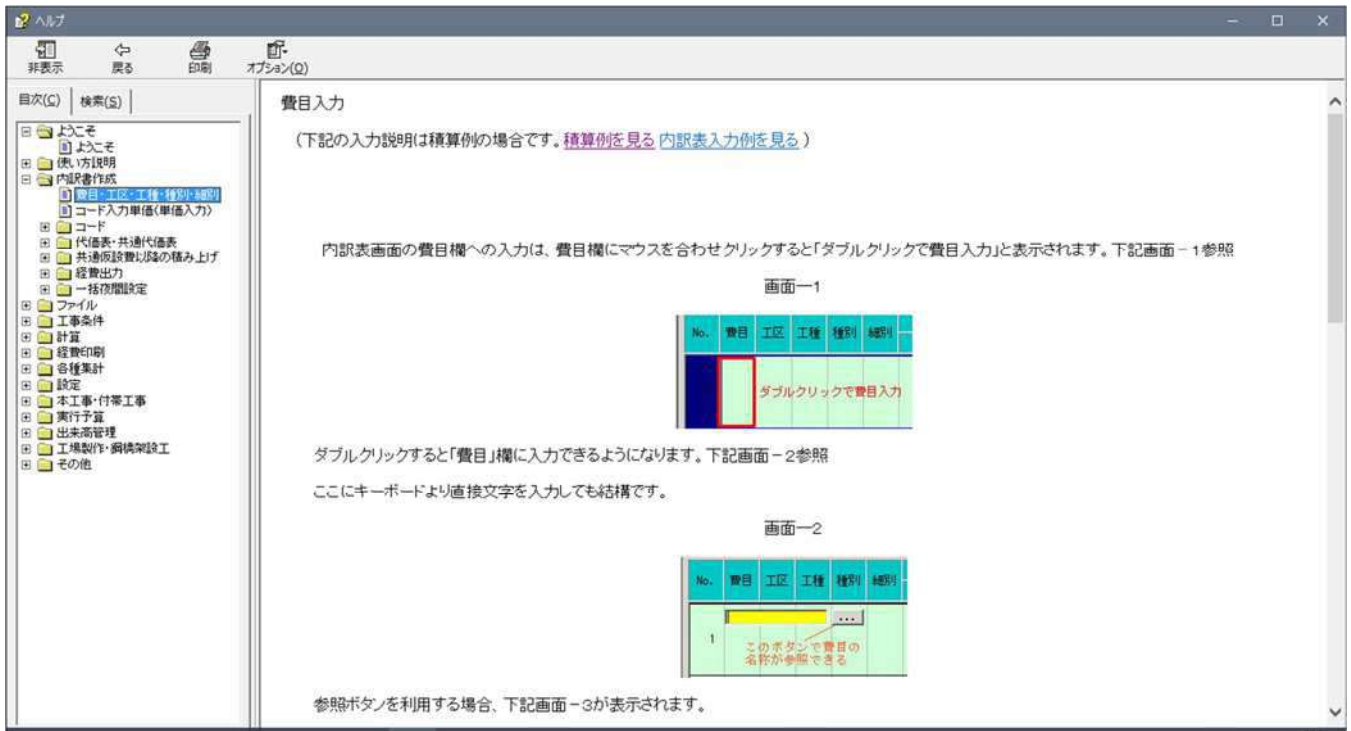 ヘルプ
非表示 戻る 印刷 オプション(O)
目次(C) 検索(S)
ようこそ
ようこそ
使い方説明
内訳書作成
費目・工区・工種・種別・細別
コード入力単価(単価入力)
コード
代価表・共通代価表
共通仮設費以降の積み上げ
経費出力
一括夜間設定
ファイル
工事条件
計算
経費印刷
各種集計
設定
本工事・付帯工事
実行予算
出来高管理
工場製作・鋼橋架設工
その他
費目入力
(下記の入力説明は積算例の場合です。積算例を見る 内訳表入力例を見る )
内訳表画面の費目欄への入力は、費目欄にマウスを合わせクリックすると「ダブルクリックで費目入力」と表示されます。下記画面-1参照
画面―1
No. 費目 工区 工種 種別 細別
ダブルクリックで費目入力
ダブルクリックすると「費目」欄に入力できるようになります。下記画面-2参照
ここにキーボードより直接文字を入力しても結構です。
画面―2
No. 費目 工区 工種 種別 細別
...
1
このボタンで費目の
名称が参照できる
参照ボタンを利用する場合、下記画面-3が表示されます。